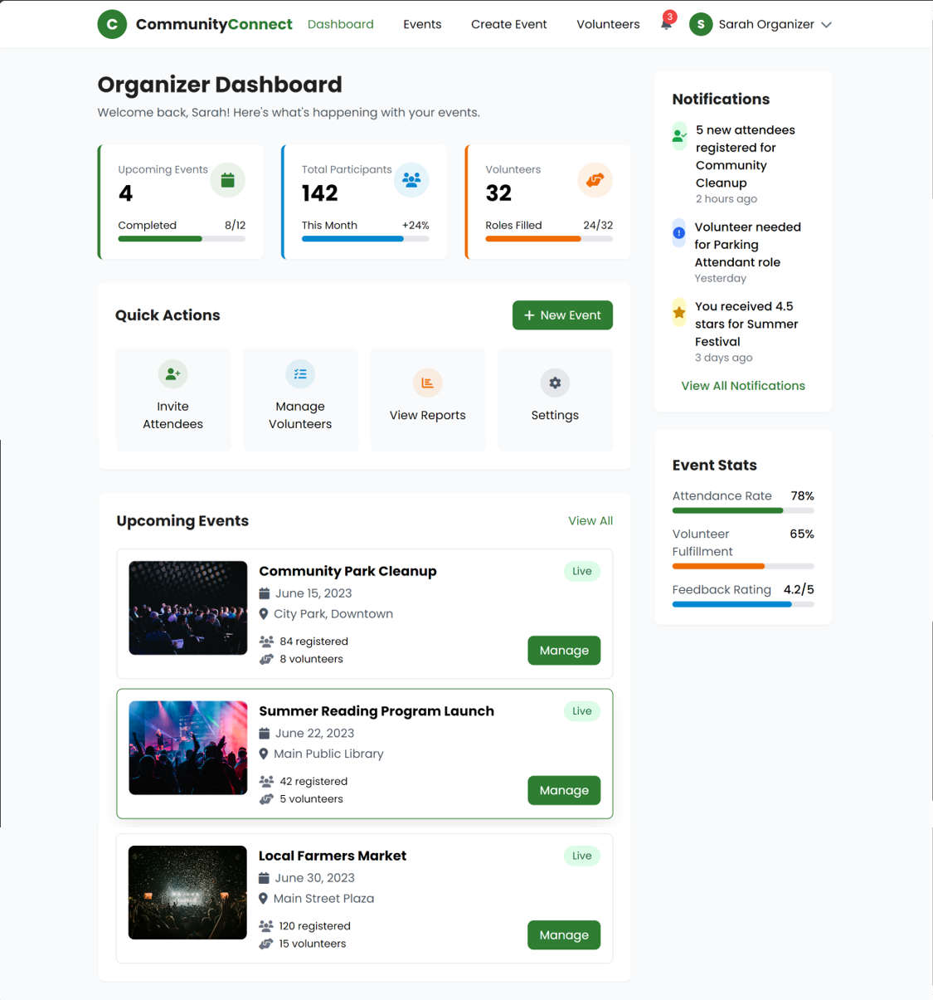 C CommunityConnect Dashboard Events Create Event Volunteers 3 S Sarah Organizer
Organizer Dashboard
Welcome back, Sarah! Here's what's happening with your events.
Upcoming Events
4
Completed 8/12
Total Participants
142
This Month +24%
Volunteers
32
Roles Filled 24/32
Quick Actions
+ New Event
Invite
Attendees
Manage
Volunteers
View Reports
Settings
Upcoming Events
View All
Community Park Cleanup
Live
June 15, 2023
City Park, Downtown
84 registered
8 volunteers
Manage
Summer Reading Program Launch
Live
June 22, 2023
Main Public Library
42 registered
5 volunteers
Manage
Local Farmers Market
Live
June 30, 2023
Main Street Plaza
120 registered
15 volunteers
Manage
Notifications
5 new attendees
registered for
Community
Cleanup
2 hours ago
Volunteer needed
for Parking
Attendant role
Yesterday
You received 4.5
stars for Summer
Festival
3 days ago
View All Notifications
Event Stats
Attendance Rate 78%
Volunteer
Fulfillment
65%
Feedback Rating 4.2/5